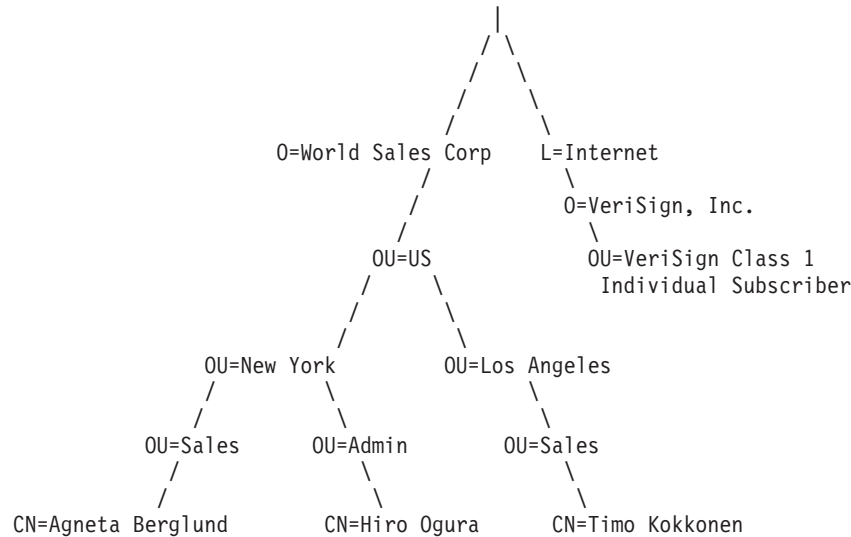 O=World Sales Corp L=Internet
O=VeriSign, Inc.
OU=US OU=VeriSign Class 1
Individual Subscriber
OU=New York OU=Los Angeles
OU=Sales OU=Admin OU=Sales
CN=Agneta Berglund CN=Hiro Ogura CN=Timo Kokkonen